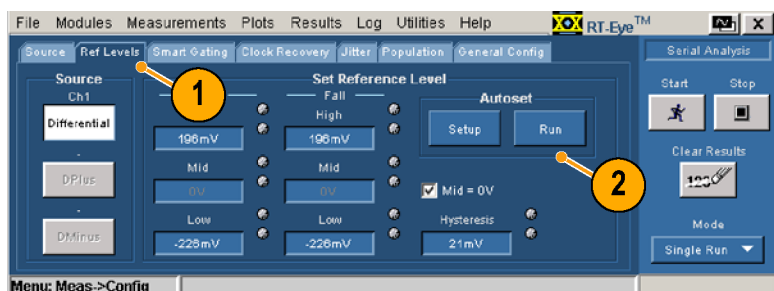 File Modules Measurements Plots Results Log Utilities Help RT-Eye™
Source Ref Levels Smart Gating Clock Recovery Jitter Population General Config Serial Analysis
Source Set Reference Level
Ch1 Fall Autoset Start Stop
Differential High
196mV 196mV Setup Run
1
Clear Results
Mid Mid
DPlus 0V 0V Mid = 0V
2
Low Low Hysteresis Mode
DMinus -226mV -226mV 21mV Single Run
Menu: Meas->Config